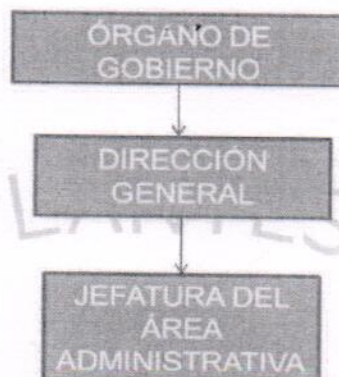 ÓRGANO DE
GOBIERNO
DIRECCIÓN
GENERAL
JEFATURA DEL
ÁREA
ADMINISTRATIVA